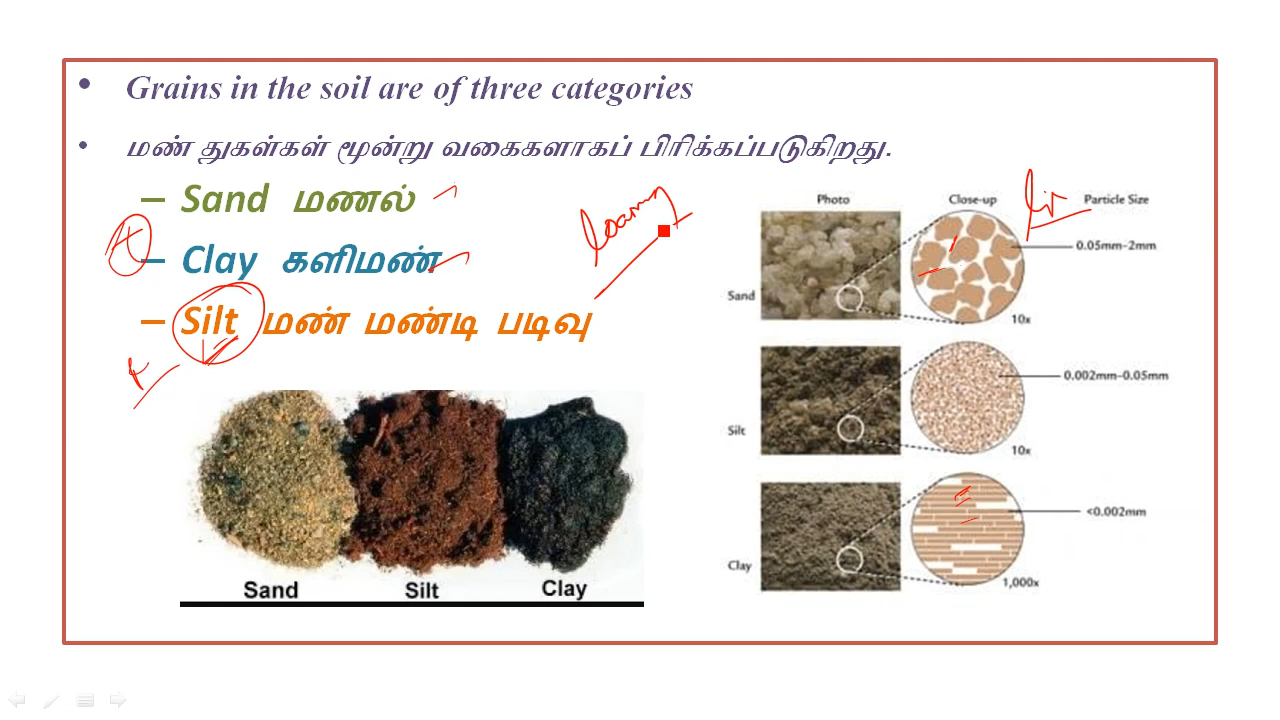 • Grains in the soil are of three categories
• மண் துகள்கள் மூன்று வகைகளாகப் பிரிக்கப்படுகிறது.
– Sand மணல்
– Clay களிமண்
– Silt மண் மண்டி படிவு
loamy
Sand Silt Clay
Photo Close-up Particle Size
Sand 0.05mm-2mm
10x
Silt 0.002mm-0.05mm
10x
Clay <0.002mm
1,000x